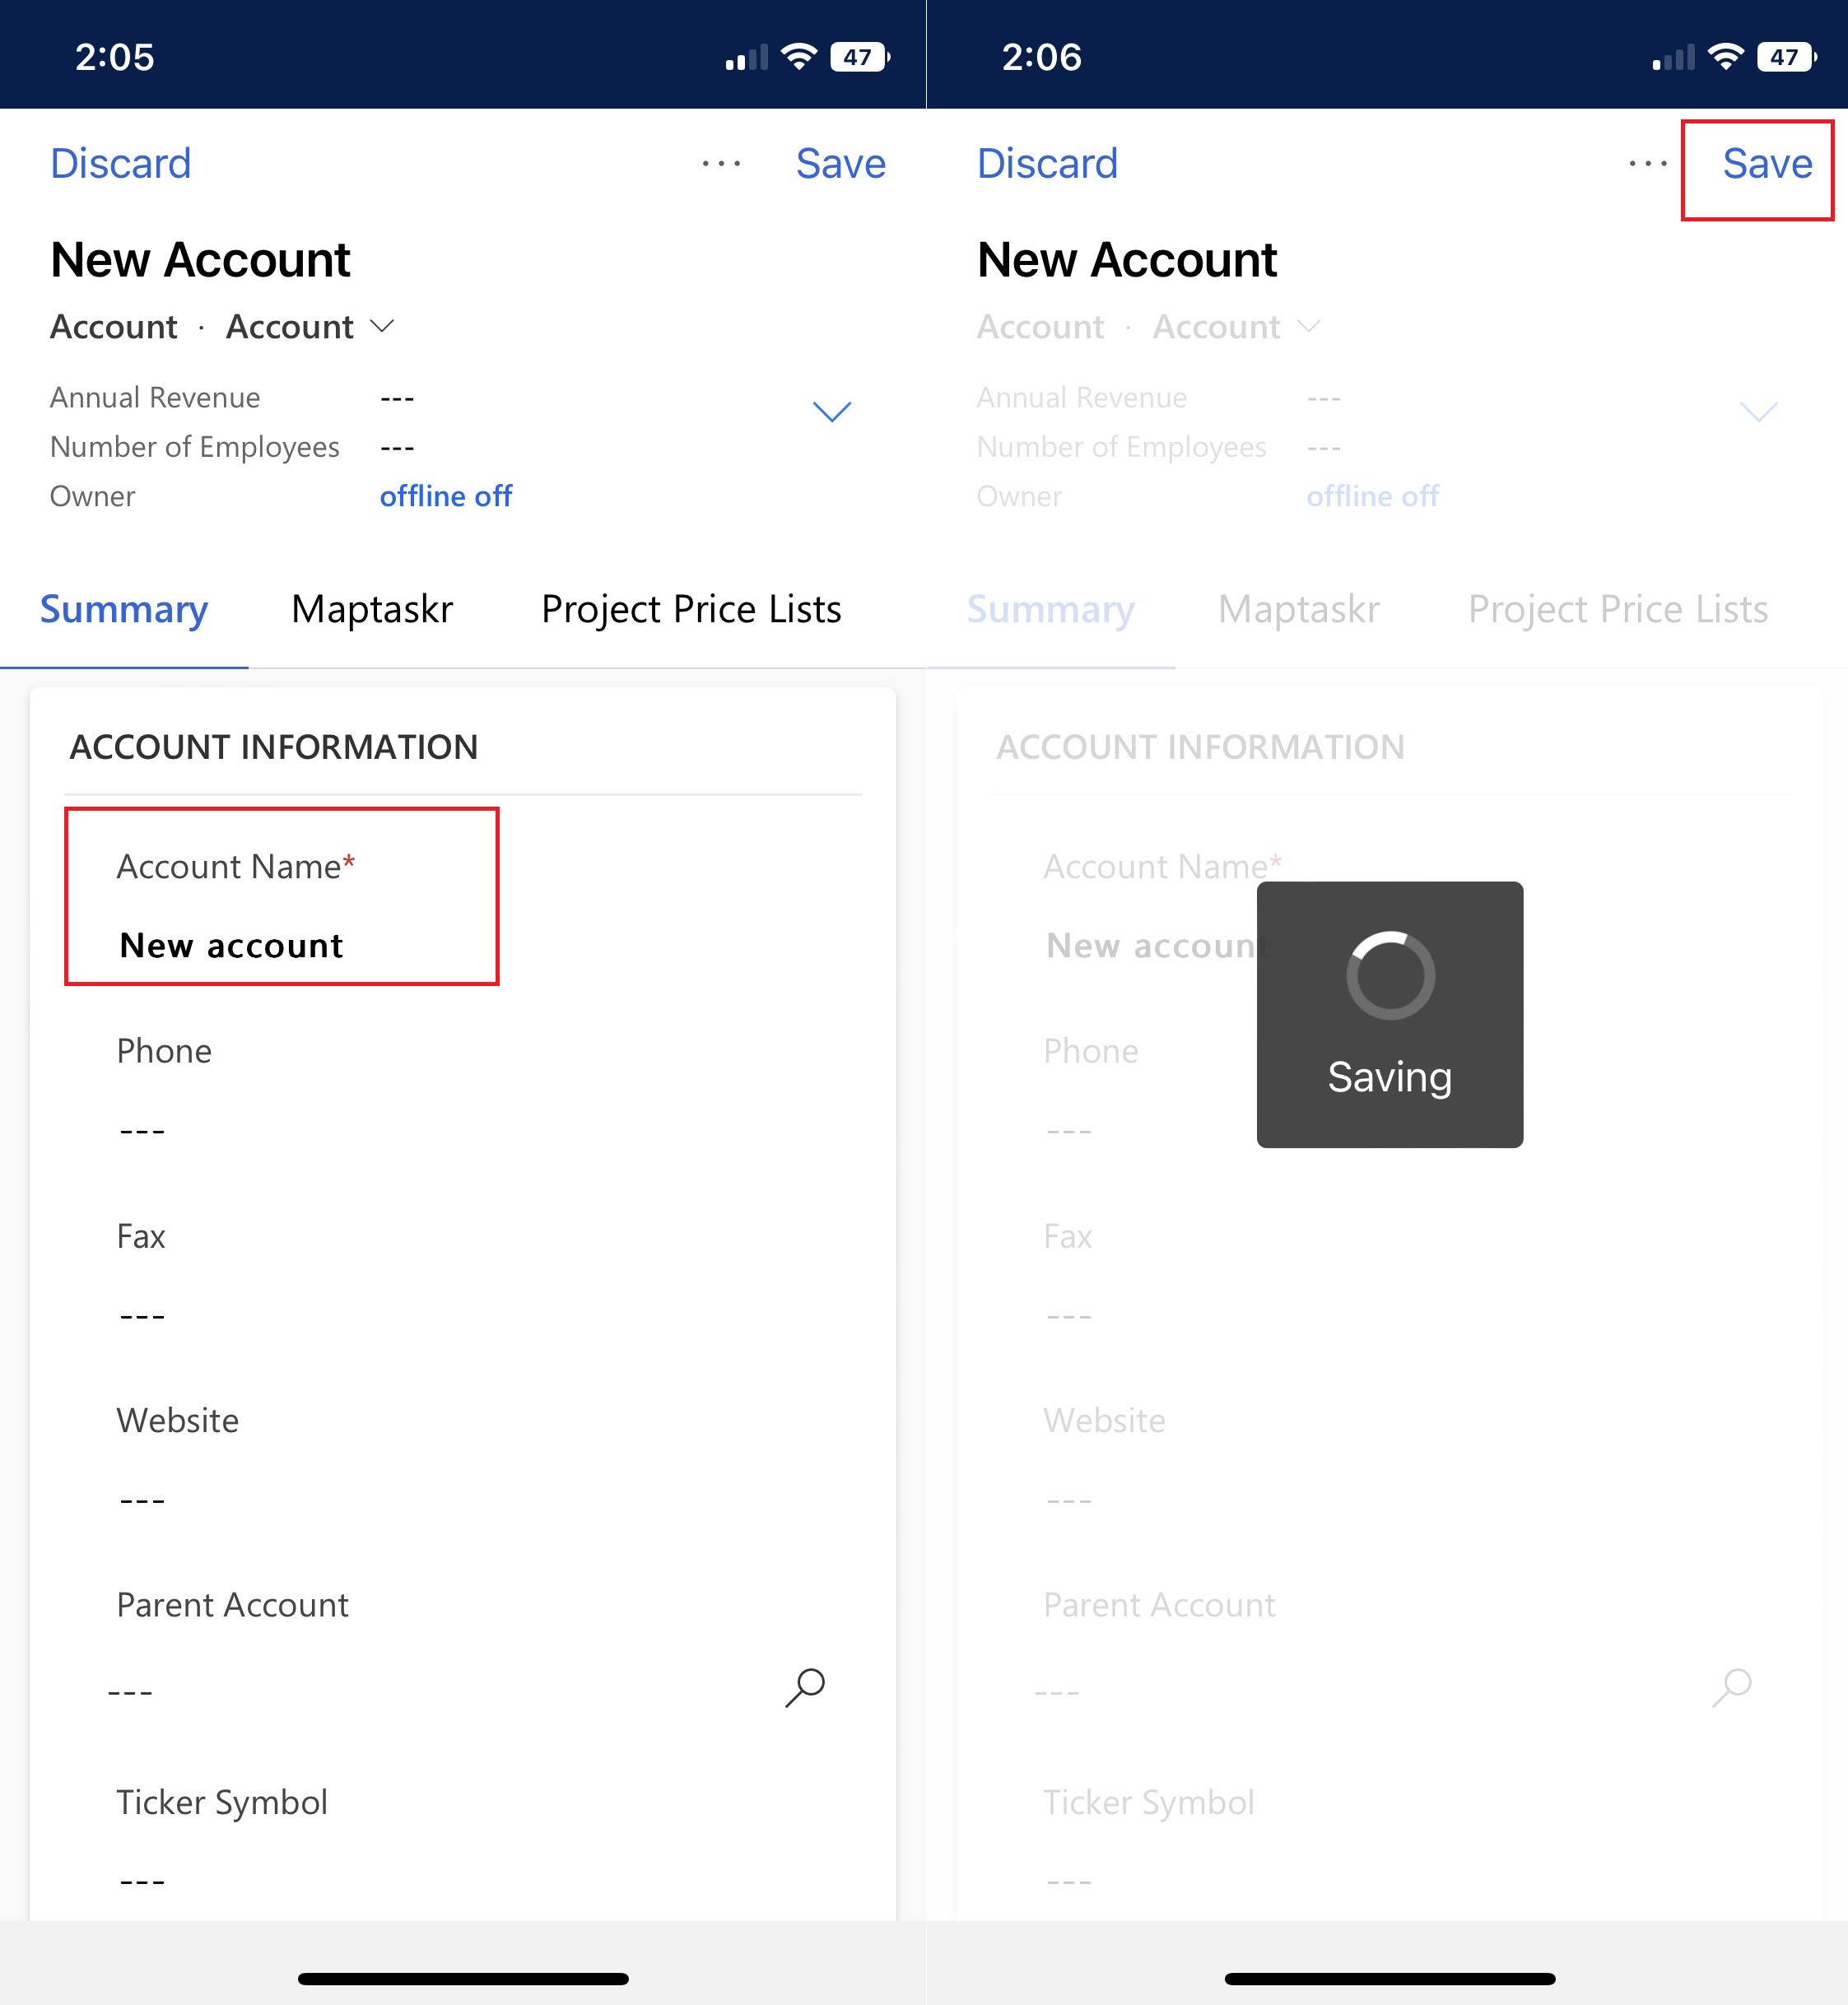 2:05
47
Discard
... Save
New Account
Account · Account
Annual Revenue ---
Number of Employees ---
Owner offline off
Summary Maptaskr Project Price Lists
ACCOUNT INFORMATION
Account Name*
New account
Phone
---
Fax
---
Website
---
Parent Account
---
Ticker Symbol
---
2:06
47
Discard
... Save
New Account
Account · Account
Annual Revenue ---
Number of Employees ---
Owner offline off
Summary Maptaskr Project Price Lists
ACCOUNT INFORMATION
Account Name*
New account
Saving
Phone
---
Fax
---
Website
---
Parent Account
---
Ticker Symbol
---